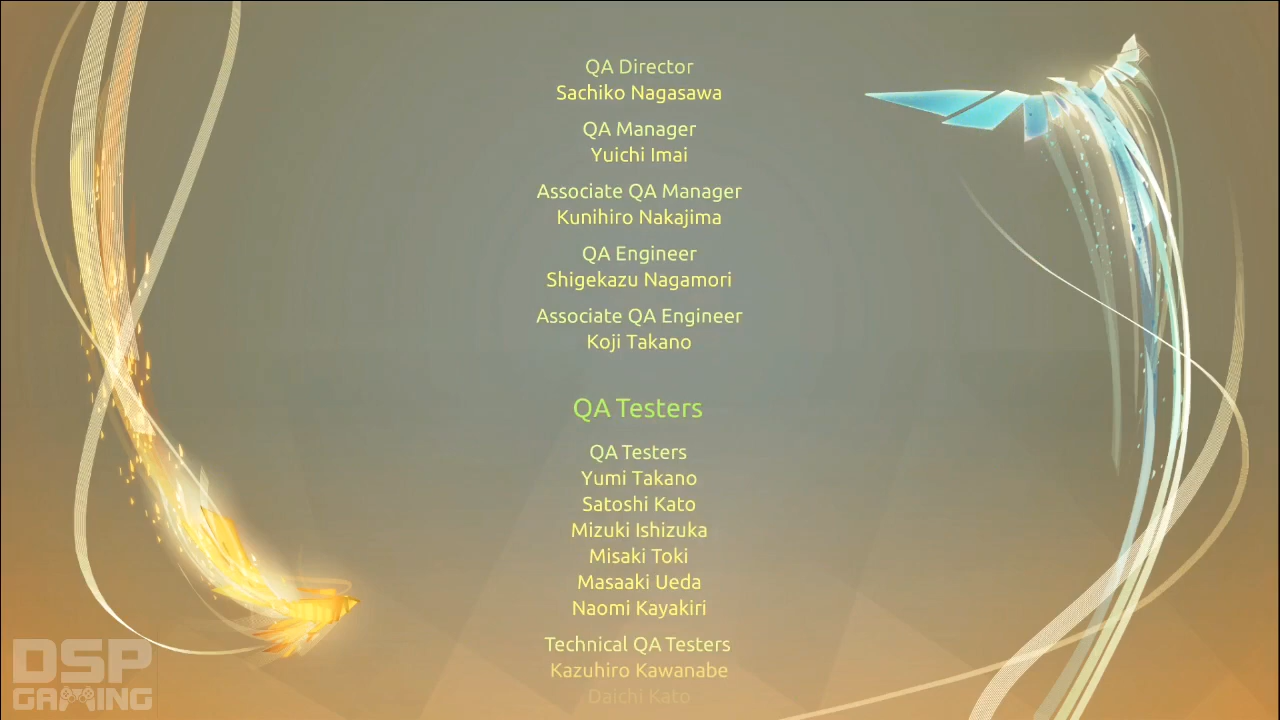 QA Director
Sachiko Nagasawa
QA Manager
Yuichi Imai
Associate QA Manager
Kunihiro Nakajima
QA Engineer
Shigekazu Nagamori
Associate QA Engineer
Koji Takano
QA Testers
QA Testers
Yumi Takano
Satoshi Kato
Mizuki Ishizuka
Misaki Toki
Masaaki Ueda
Naomi Kayakiri
Technical QA Testers
Kazuhiro Kawanabe
Daichi Kato
DSP
GAMING